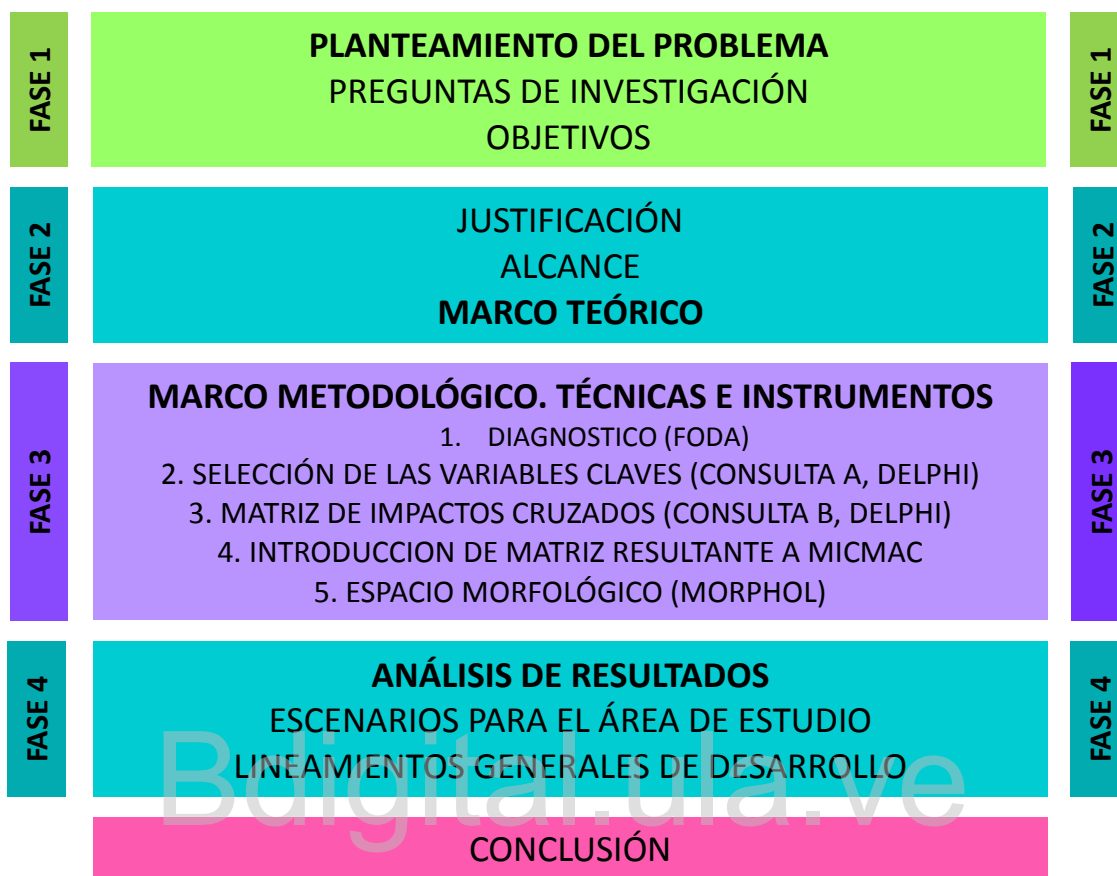 FASE 1
PLANTEAMIENTO DEL PROBLEMA
PREGUNTAS DE INVESTIGACIÓN
OBJETIVOS
FASE 1
FASE 2
JUSTIFICACIÓN
ALCANCE
MARCO TEÓRICO
FASE 2
FASE 3
MARCO METODOLÓGICO. TÉCNICAS E INSTRUMENTOS
1. DIAGNOSTICO (FODA)
2. SELECCIÓN DE LAS VARIABLES CLAVES (CONSULTA A, DELPHI)
3. MATRIZ DE IMPACTOS CRUZADOS (CONSULTA B, DELPHI)
4. INTRODUCCION DE MATRIZ RESULTANTE A MICMAC
5. ESPACIO MORFOLÓGICO (MORPHOL)
FASE 3
FASE 4
ANÁLISIS DE RESULTADOS
ESCENARIOS PARA EL ÁREA DE ESTUDIO
LINEAMIENTOS GENERALES DE DESARROLLO
FASE 4
Bdigital.ula.ve
CONCLUSIÓN